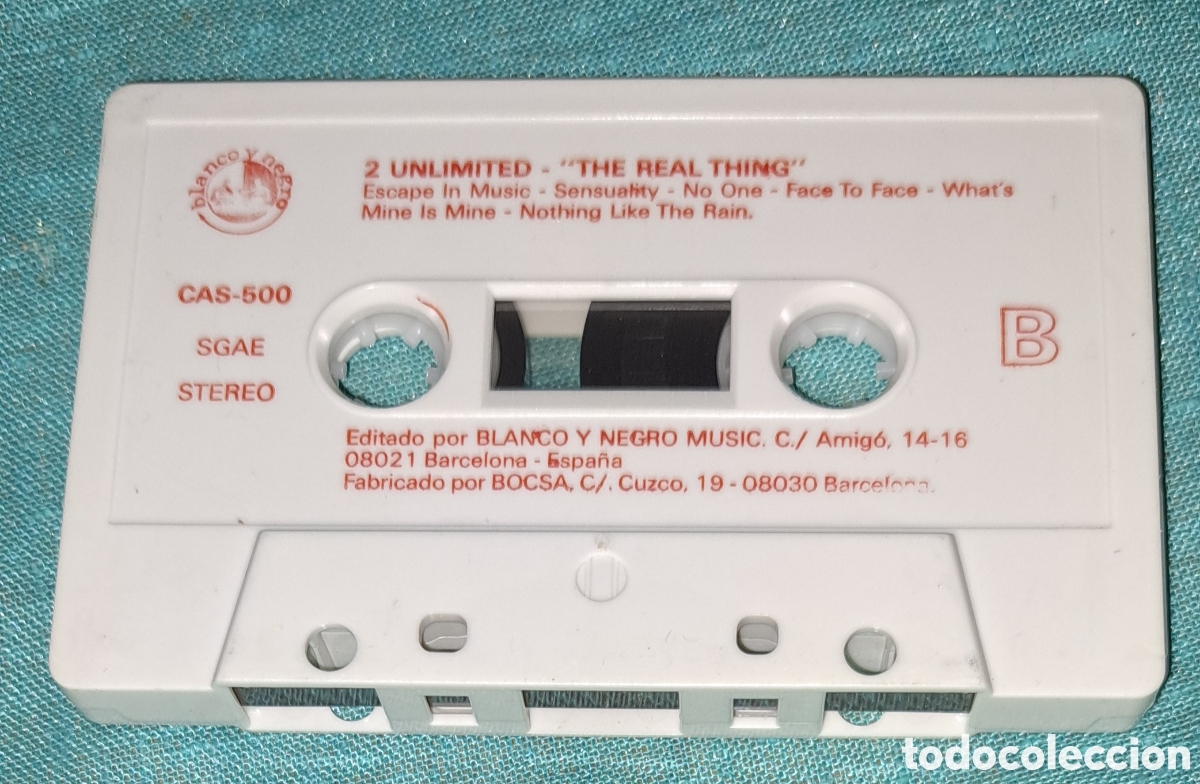 blanco y negro
2 UNLIMITED - "THE REAL THING"
Escape In Music - Sensuality - No One - Face To Face - What's
Mine Is Mine - Nothing Like The Rain.
CAS-500
SGAE
STEREO
B
Editado por BLANCO Y NEGRO MUSIC. C./ Amigó, 14-16
08021 Barcelona - España
Fabricado por BOCSA, C/. Cuzco, 19 - 08030 Barcelona.
todocoleccion